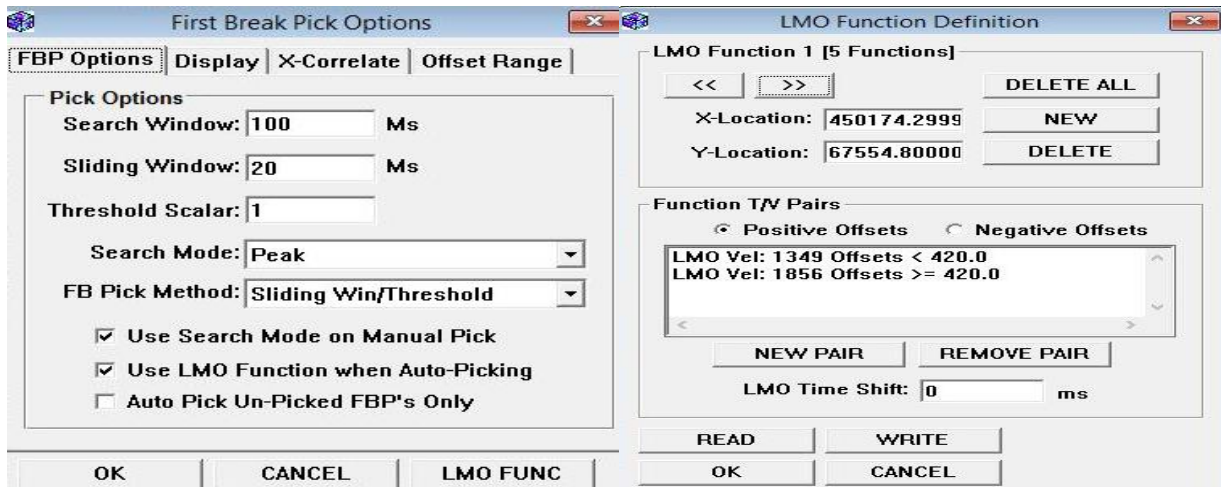 First Break Pick Options
FBP Options Display X-Correlate Offset Range
Pick Options
Search Window: 100 Ms
Sliding Window: 20 Ms
Threshold Scalar: 1
Search Mode: Peak
FB Pick Method: Sliding Win/Threshold
Use Search Mode on Manual Pick
Use LMO Function when Auto-Picking
Auto Pick Un-Picked FBP's Only
OK CANCEL LMO FUNC
LMO Function Definition
LMO Function 1 [5 Functions]
<< >> DELETE ALL
X-Location: 450174.2999 NEW
Y-Location: 67554.80000 DELETE
Function T/V Pairs
Positive Offsets Negative Offsets
LMO Vel: 1349 Offsets < 420.0
LMO Vel: 1856 Offsets >= 420.0
NEW PAIR REMOVE PAIR
LMO Time Shift: 0 ms
READ WRITE
OK CANCEL